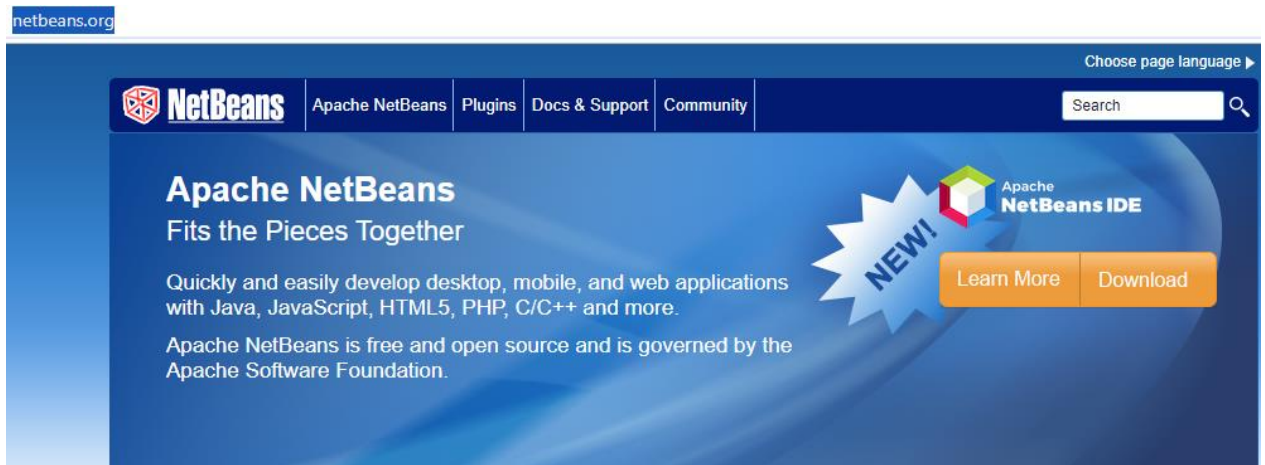 netbeans.org
Choose page language
NetBeans Apache NetBeans Plugins Docs & Support Community Search
Apache NetBeans
Fits the Pieces Together
Quickly and easily develop desktop, mobile, and web applications
with Java, JavaScript, HTML5, PHP, C/C++ and more.
Apache NetBeans is free and open source and is governed by the
Apache Software Foundation.
NEW!
Apache
NetBeans IDE
Learn More Download